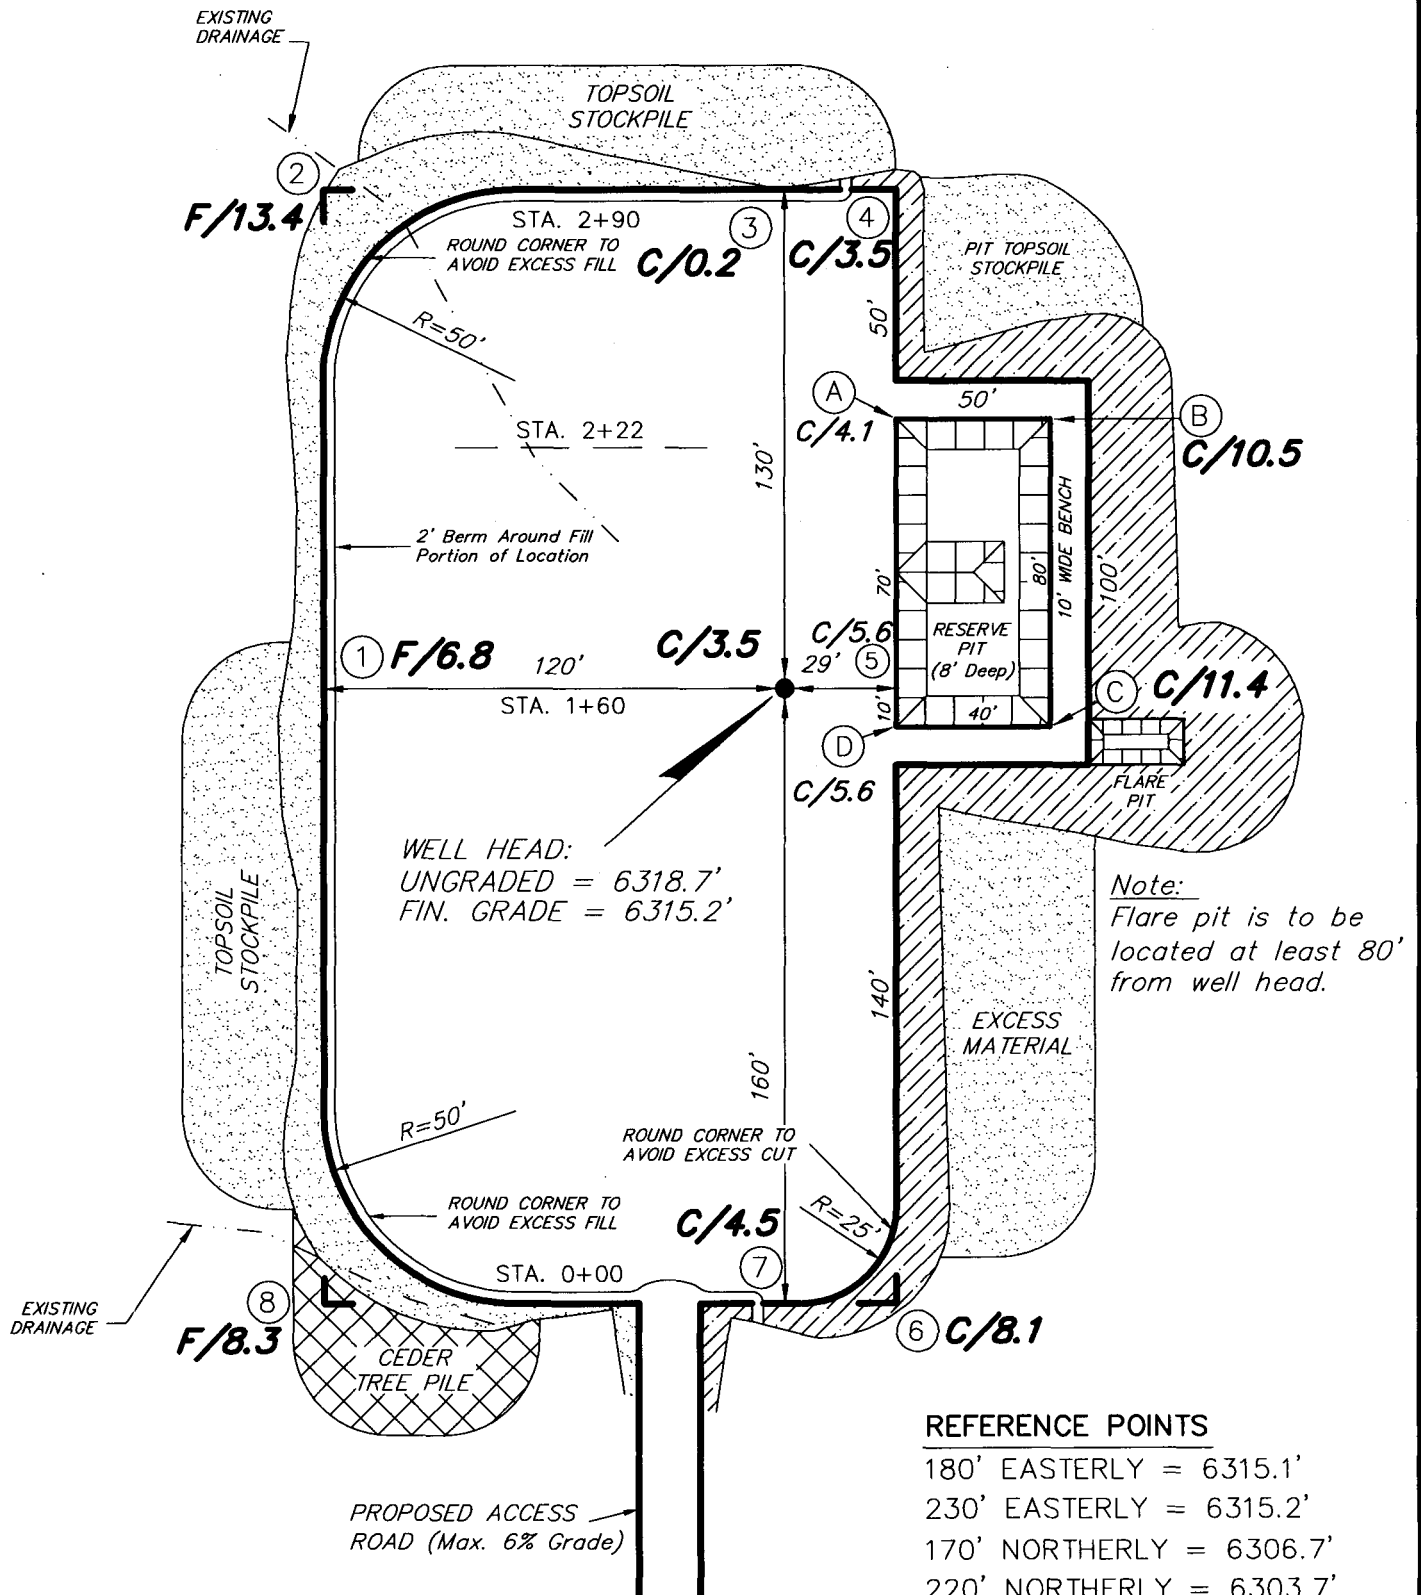 EXISTING
DRAINAGE
TOPSOIL
STOCKPILE
2
F/13.4
STA. 2+90
3
4
ROUND CORNER TO
AVOID EXCESS FILL
C/0.2
C/3.5
PIT TOPSOIL
STOCKPILE
50'
R=50'
A
C/4.1
50'
B
C/10.5
STA. 2+22
130'
2' Berm Around Fill
Portion of Location
10' WIDE BENCH
100'
80'
70'
1
F/6.8
120'
STA. 1+60
C/3.5
C/5.6
29'
5
RESERVE
PIT
(8' Deep)
10'
40'
C
C/11.4
D
C/5.6
FLARE
PIT
WELL HEAD:
UNGRADED = 6318.7'
FIN. GRADE = 6315.2'
Note:
Flare pit is to be
located at least 80'
from well head.
TOPSOIL
STOCKPILE
140'
EXCESS
MATERIAL
160'
R=50'
ROUND CORNER TO
AVOID EXCESS CUT
ROUND CORNER TO
AVOID EXCESS FILL
C/4.5
R=25'
STA. 0+00
7
EXISTING
DRAINAGE
8
F/8.3
6
C/8.1
CEDER
TREE PILE
PROPOSED ACCESS
ROAD (Max. 6% Grade)
REFERENCE POINTS
180' EASTERLY = 6315.1'
230' EASTERLY = 6315.2'
170' NORTHERLY = 6306.7'
220' NORTHERLY = 6303.7'